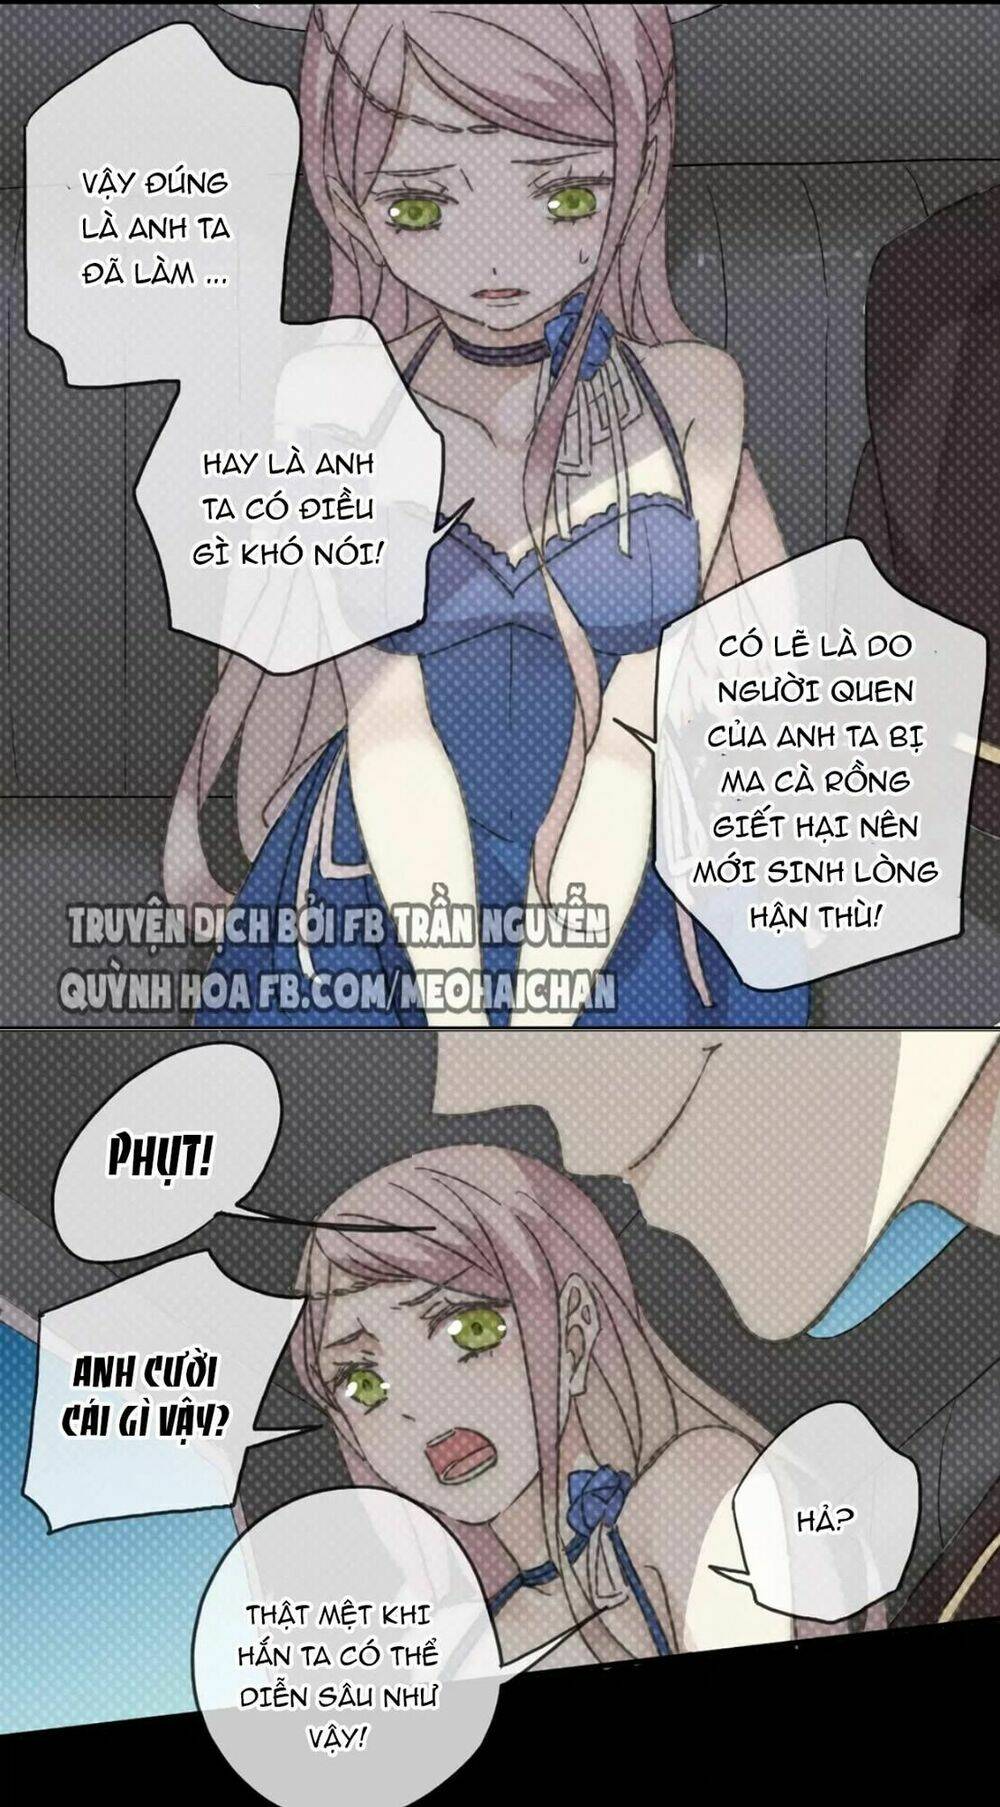 VẬY ĐÚNG
LÀ ANH TA
ĐÃ LÀM ...
HAY LÀ ANH
TA CÓ ĐIỀU
GÌ KHÓ NÓI!
CÓ LẼ LÀ DO
NGƯỜI QUEN
CỦA ANH TA BỊ
MA CÀ RỒNG
GIẾT HẠI NÊN
MỚI SINH LÒNG
HẬN THÙ!
TRUYỆN DỊCH BỞI FB TRẦN NGUYỄN
QUỲNH HOA FB.COM/MEOHAICHAN
PHỤT!
ANH CƯỜI
CÁI GÌ VẬY?
HẢ?
THẬT MỆT KHI
HẮN TA CÓ THỂ
DIỄN SÂU NHƯ
VẬY!